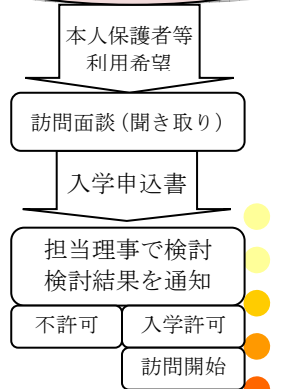 本人保護者等
利用希望
訪問面談(聞き取り)
入学申込書
担当理事で検討
検討結果を通知
不許可
入学許可
訪問開始